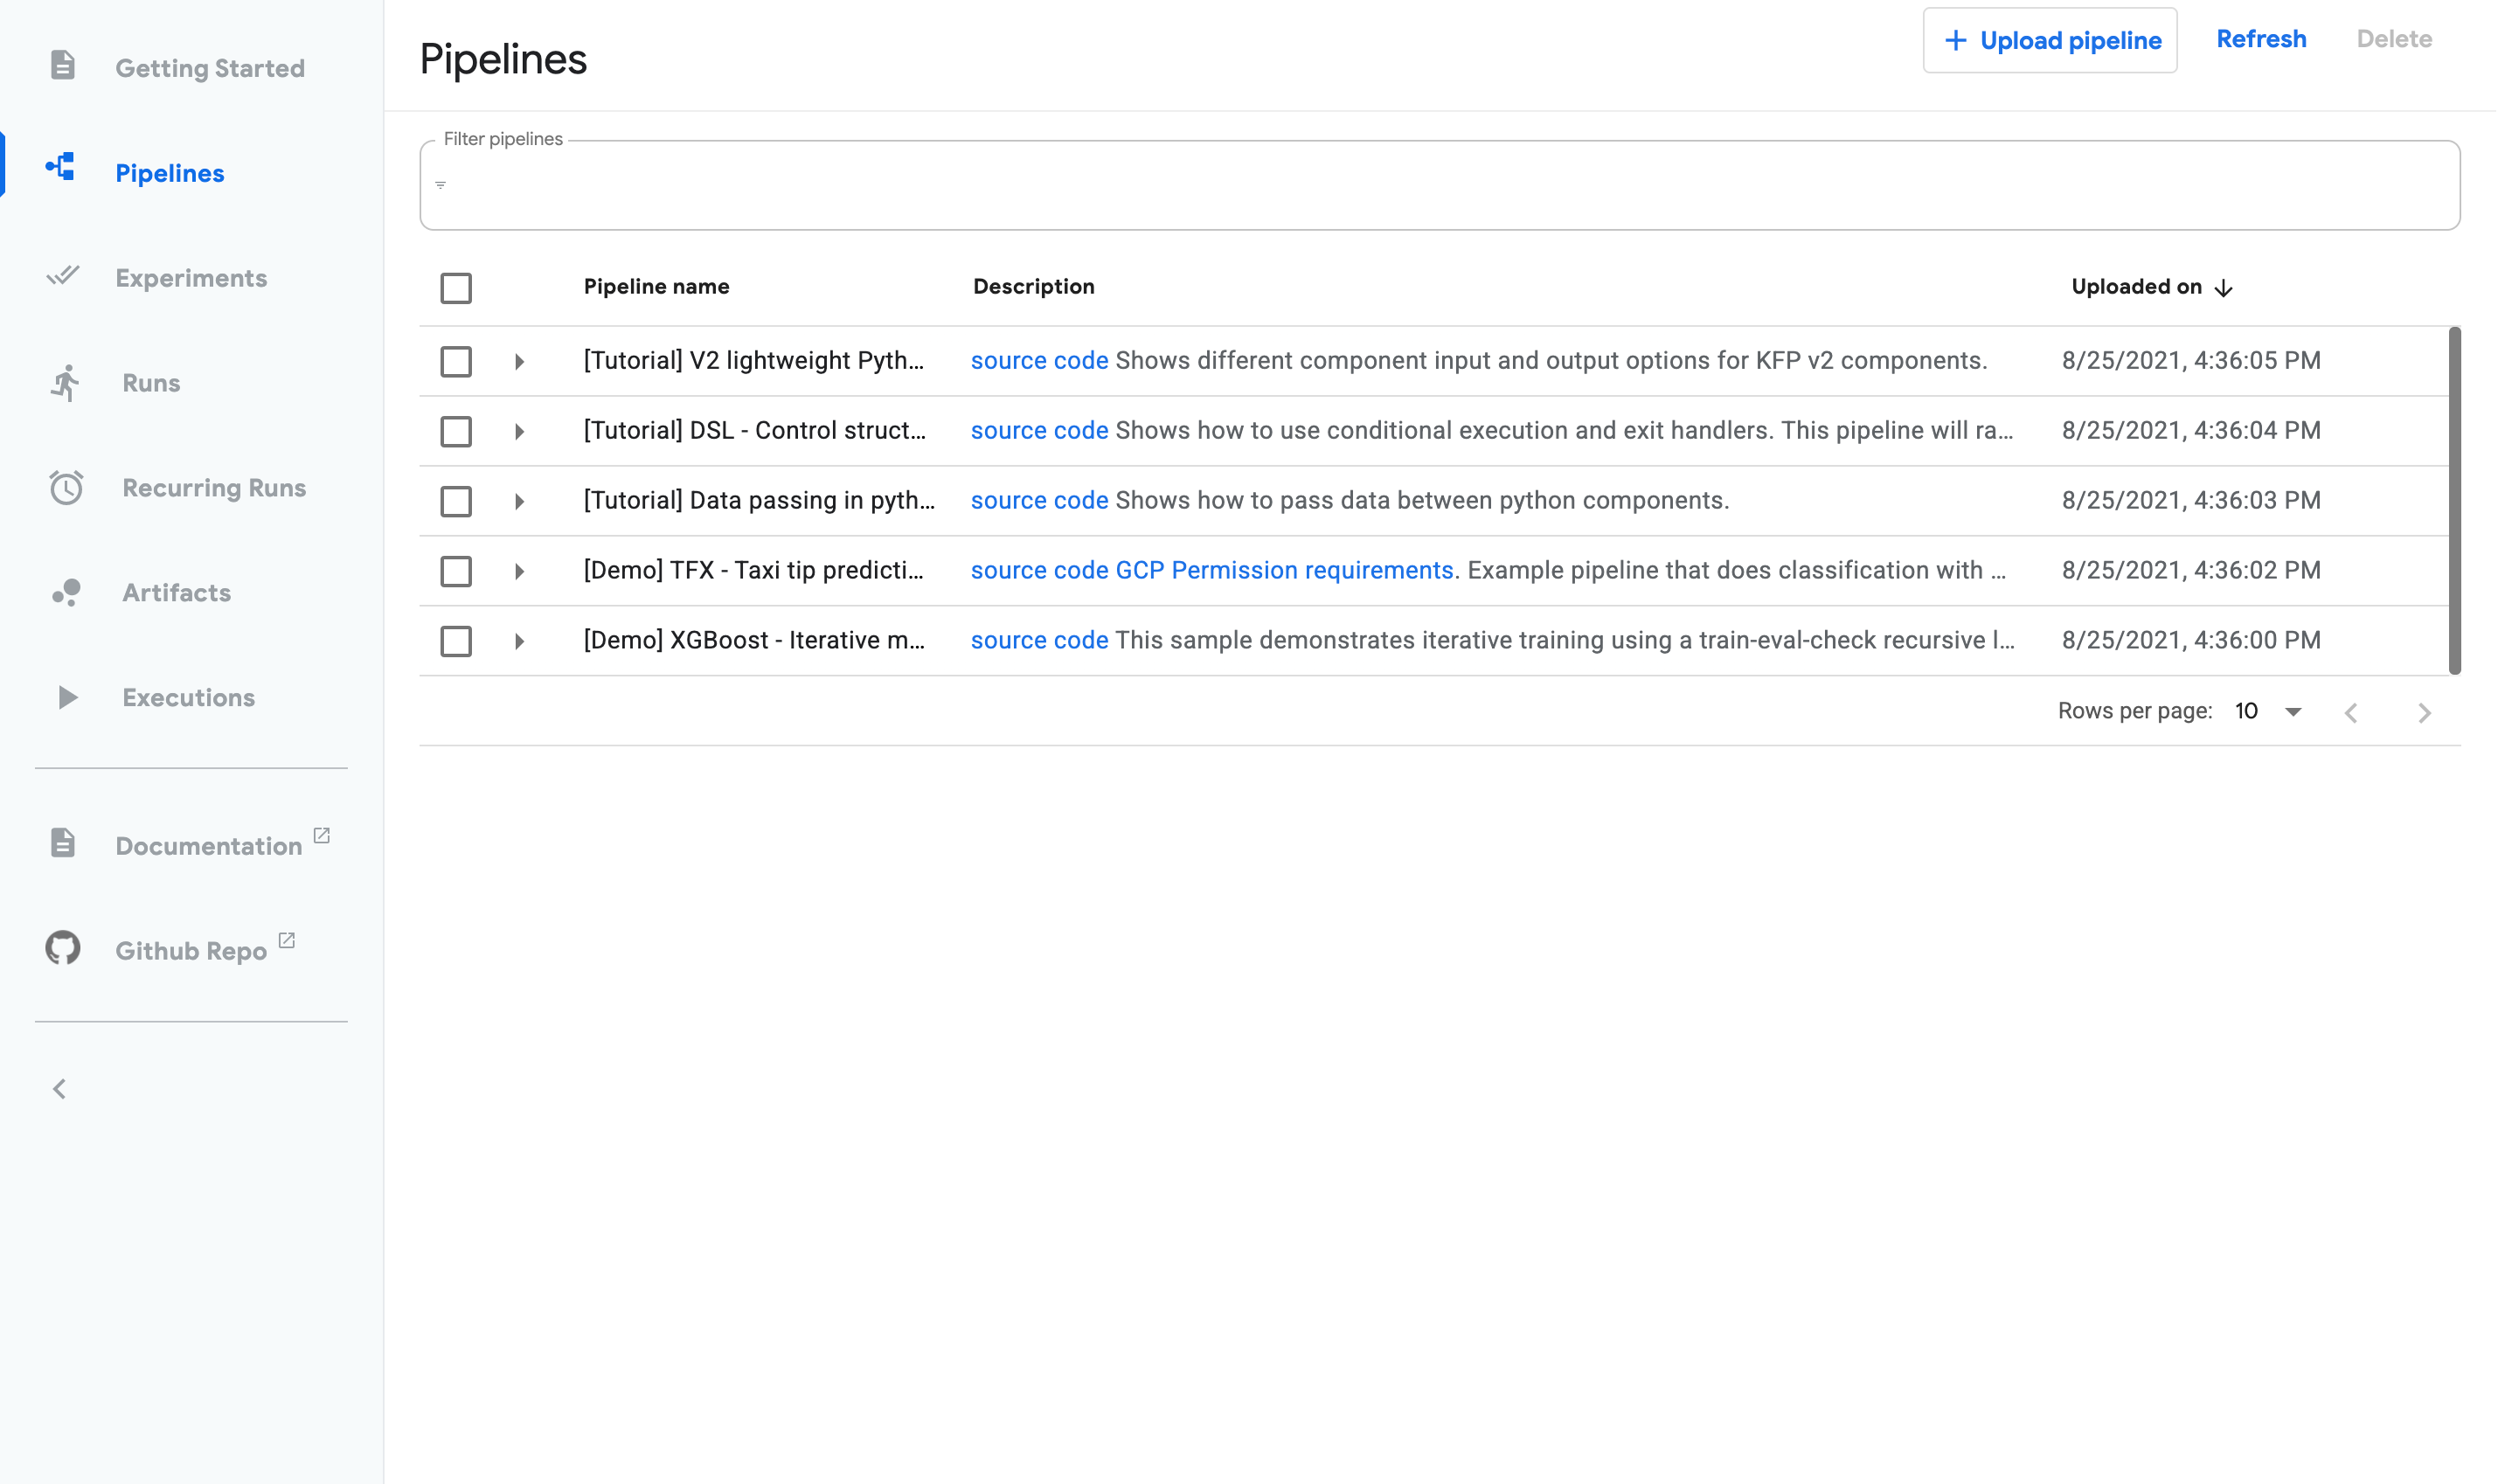 Getting Started
Pipelines
Experiments
Runs
Recurring Runs
Artifacts
Executions
Documentation
Github Repo
Pipelines
Upload pipeline Refresh Delete
Filter pipelines
Pipeline name Description Uploaded on
[Tutorial] V2 lightweight Pyth... source code Shows different component input and output options for KFP v2 components. 8/25/2021, 4:36:05 PM
[Tutorial] DSL - Control struct... source code Shows how to use conditional execution and exit handlers. This pipeline will ra... 8/25/2021, 4:36:04 PM
[Tutorial] Data passing in pyth... source code Shows how to pass data between python components. 8/25/2021, 4:36:03 PM
[Demo] TFX - Taxi tip predicti... source code GCP Permission requirements. Example pipeline that does classification with ... 8/25/2021, 4:36:02 PM
[Demo] XGBoost - Iterative m... source code This sample demonstrates iterative training using a train-eval-check recursive l... 8/25/2021, 4:36:00 PM
Rows per page: 10